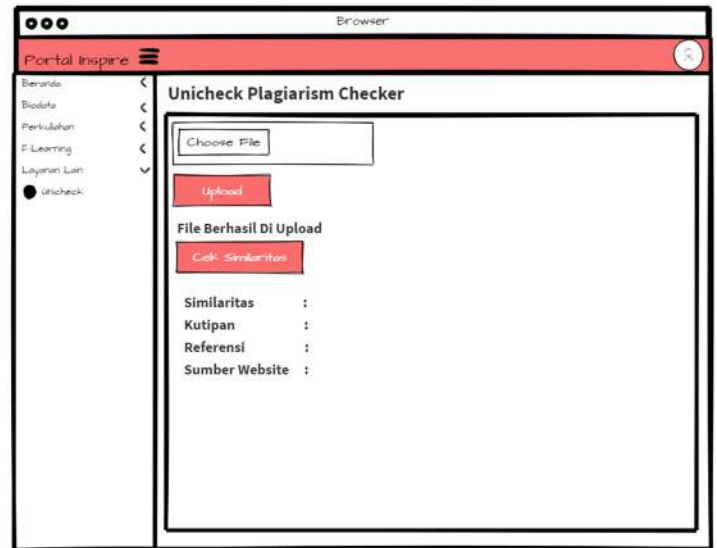 Browser
Portal Inspire
Beranda
Biodata
Perkuliahan
E-Learning
Layanan Lain
Unicheck
Unicheck Plagiarism Checker
Choose File
Upload
File Berhasil Di Upload
Cek Similaritas
Similaritas :
Kutipan :
Referensi :
Sumber Website :